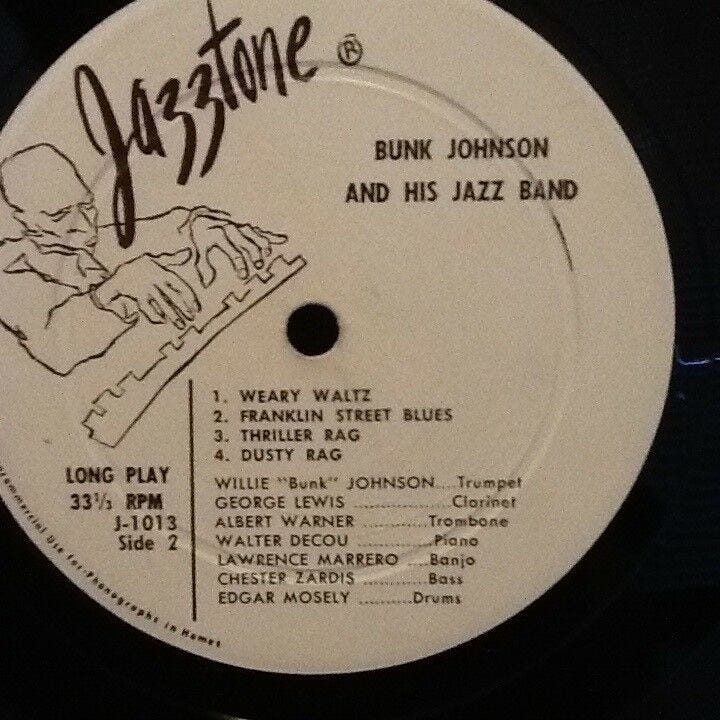 Jazztone ®
BUNK JOHNSON
AND HIS JAZZ BAND
1. WEARY WALTZ
2. FRANKLIN STREET BLUES
3. THRILLER RAG
4. DUSTY RAG
LONG PLAY
33⅓ RPM
J-1013
Side 2
WILLIE "Bunk" JOHNSON....Trumpet
GEORGE LEWIS ................Clarinet
ALBERT WARNER ............Trombone
WALTER DECOU .............Piano
LAWRENCE MARRERO ....Banjo
CHESTER ZARDIS ............Bass
EDGAR MOSELY ..........Drums
commercial Use for Phonographs in Homes